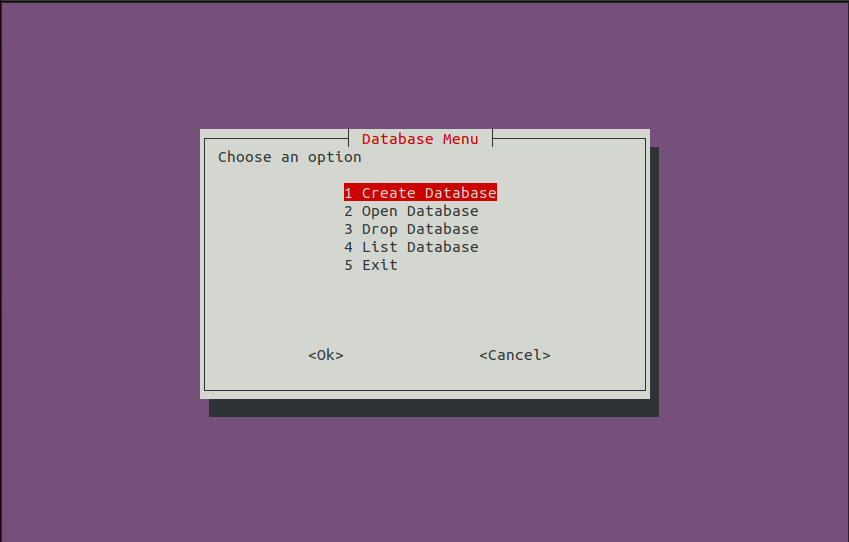 Database Menu
Choose an option
1 Create Database
2 Open Database
3 Drop Database
4 List Database
5 Exit
<Ok> <Cancel>